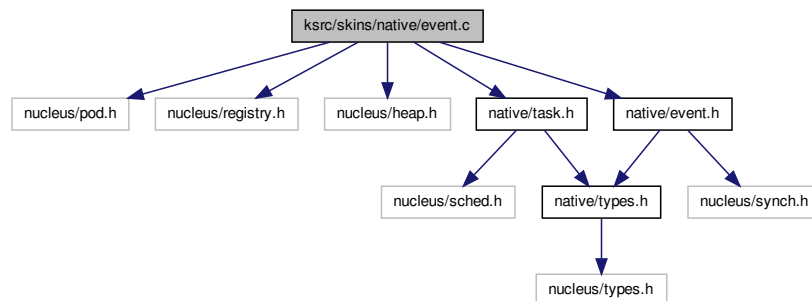 ksrc/skins/native/event.c
nucleus/pod.h
nucleus/registry.h
nucleus/heap.h
native/task.h
native/event.h
nucleus/sched.h
native/types.h
nucleus/synch.h
nucleus/types.h